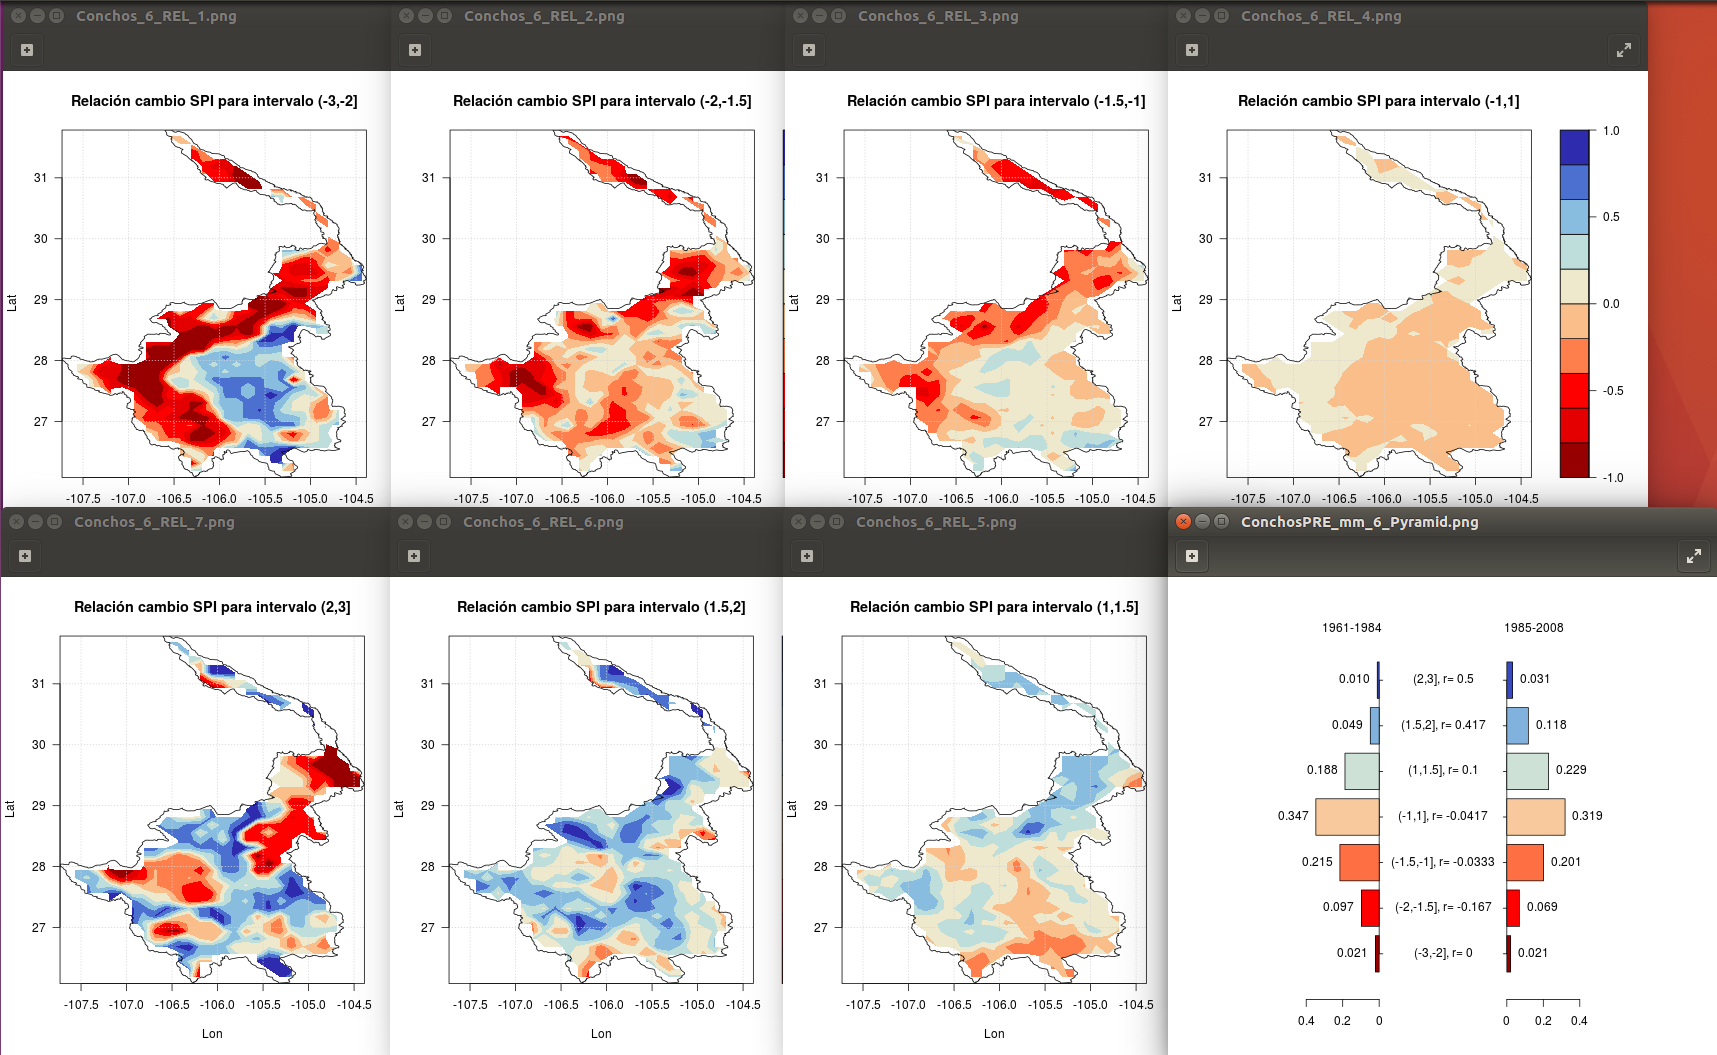 Conchos_6_REL_1.png
Conchos_6_REL_2.png
Conchos_6_REL_3.png
Conchos_6_REL_4.png
Relación cambio SPI para intervalo (-3,-2]
Relación cambio SPI para intervalo (-2,-1.5]
Relación cambio SPI para intervalo (-1.5,-1]
Relación cambio SPI para intervalo (-1,1]
31
30
29
28
27
Lat
-107.5 -107.0 -106.5 -106.0 -105.5 -105.0 -104.5
31
30
29
28
27
Lat
-107.5 -107.0 -106.5 -106.0 -105.5 -105.0 -104.5
31
30
29
28
27
Lat
-107.5 -107.0 -106.5 -106.0 -105.5 -105.0 -104.5
31
30
29
28
27
Lat
-107.5 -107.0 -106.5 -106.0 -105.5 -105.0 -104.5
1.0
0.5
0.0
-0.5
-1.0
Conchos_6_REL_7.png
Conchos_6_REL_6.png
Conchos_6_REL_5.png
ConchosPRE_mm_6_Pyramid.png
Relación cambio SPI para intervalo (2,3]
Relación cambio SPI para intervalo (1.5,2]
Relación cambio SPI para intervalo (1,1.5]
31
30
29
28
27
Lat
-107.5 -107.0 -106.5 -106.0 -105.5 -105.0 -104.5
Lon
31
30
29
28
27
Lat
-107.5 -107.0 -106.5 -106.0 -105.5 -105.0 -104.5
Lon
31
30
29
28
27
Lat
-107.5 -107.0 -106.5 -106.0 -105.5 -105.0 -104.5
Lon
1961-1984 1985-2008
0.010 (2,3], r= 0.5 0.031
0.049 (1.5,2], r= 0.417 0.118
0.188 (1,1.5], r= 0.1 0.229
0.347 (-1,1], r= -0.0417 0.319
0.215 (-1.5,-1], r= -0.0333 0.201
0.097 (-2,-1.5], r= -0.167 0.069
0.021 (-3,-2], r= 0 0.021
0.4 0.2 0 0 0.2 0.4